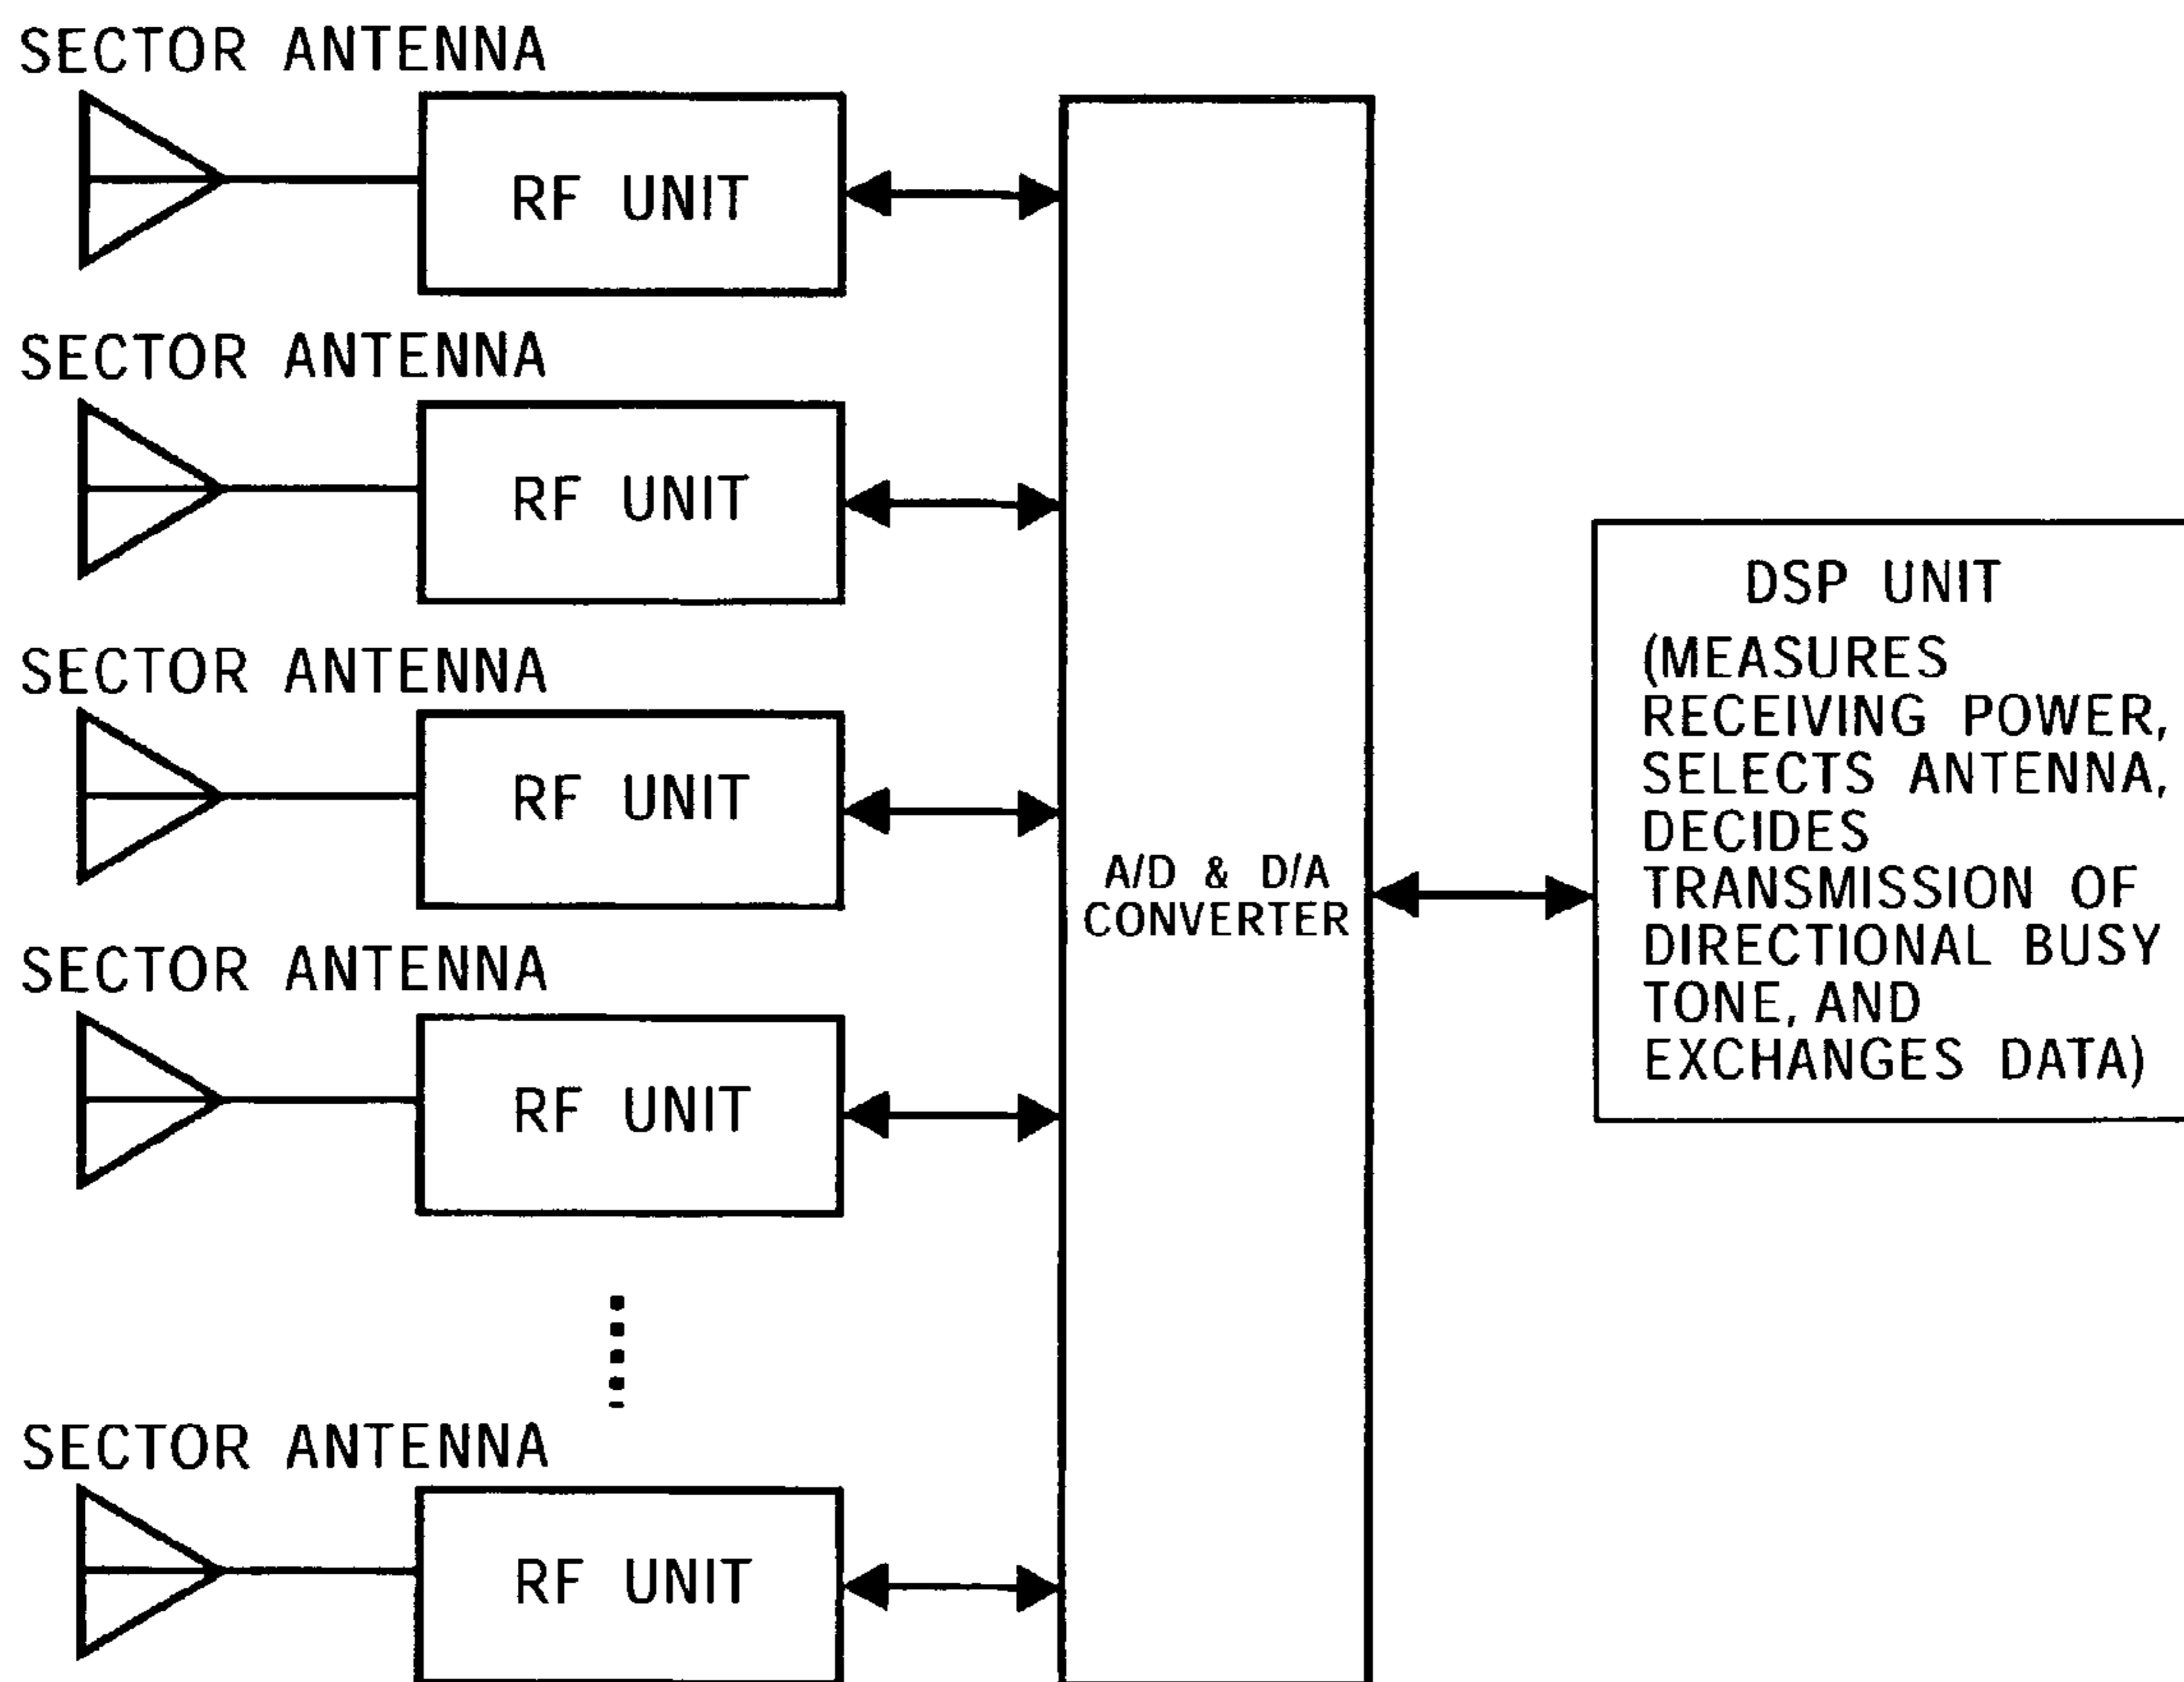 SECTOR ANTENNA
RF UNIT
SECTOR ANTENNA
RF UNIT
SECTOR ANTENNA
RF UNIT
SECTOR ANTENNA
RF UNIT
SECTOR ANTENNA
RF UNIT
A/D & D/A
CONVERTER
DSP UNIT
(MEASURES
RECEIVING POWER,
SELECTS ANTENNA,
DECIDES
TRANSMISSION OF
DIRECTIONAL BUSY
TONE, AND
EXCHANGES DATA)